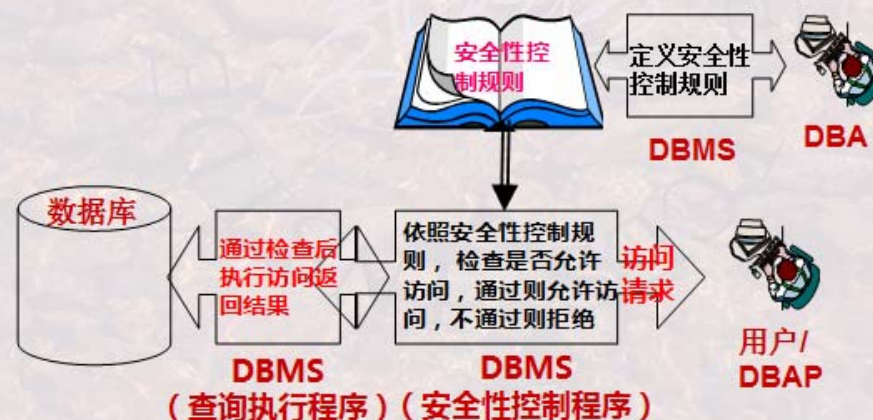 安全性控
制规则
定义安全性
控制规则
DBMS
DBA
数据库
通过检查后
执行访问返
回结果
依照安全性控制规
则，检查是否允许
访问，通过则允许访
问，不通过则拒绝
访问
请求
DBMS
（查询执行程序）
DBMS
（安全性控制程序）
用户/
DBAP